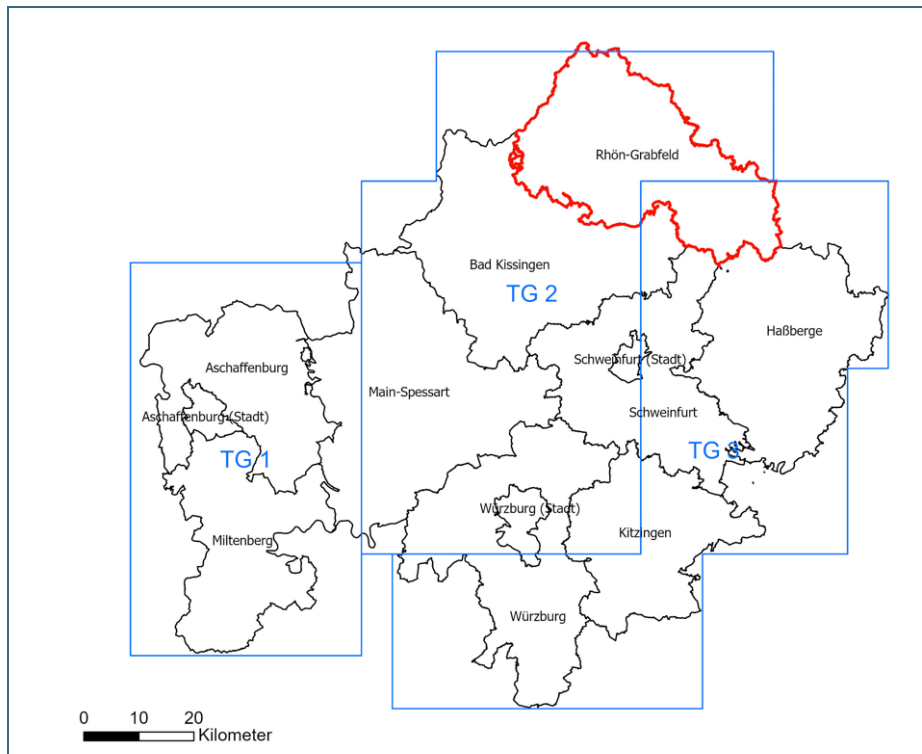 Rhön-Grabfeld
Bad Kissingen
TG 2
Haßberge
Schweinfurt (Stadt)
Aschaffenburg
Main-Spessart
Schweinfurt
Aschaffenburg (Stadt)
TG 3
TG 1
Würzburg (Stadt)
Kitzingen
Miltenberg
Würzburg
0 10 20
Kilometer